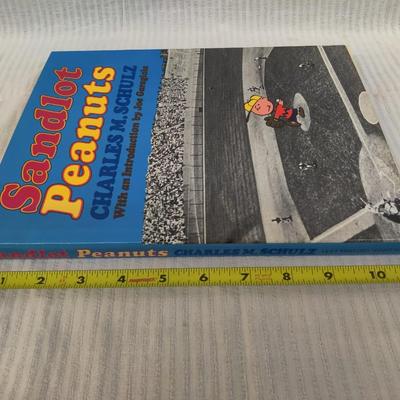 Sandlot
Peanuts
CHARLES M. SCHULZ
With an Introduction by Joe Garagiola
Sandlot Peanuts CHARLES M. SCHULZ
1 2 3 4 5 6 7 8 9 10